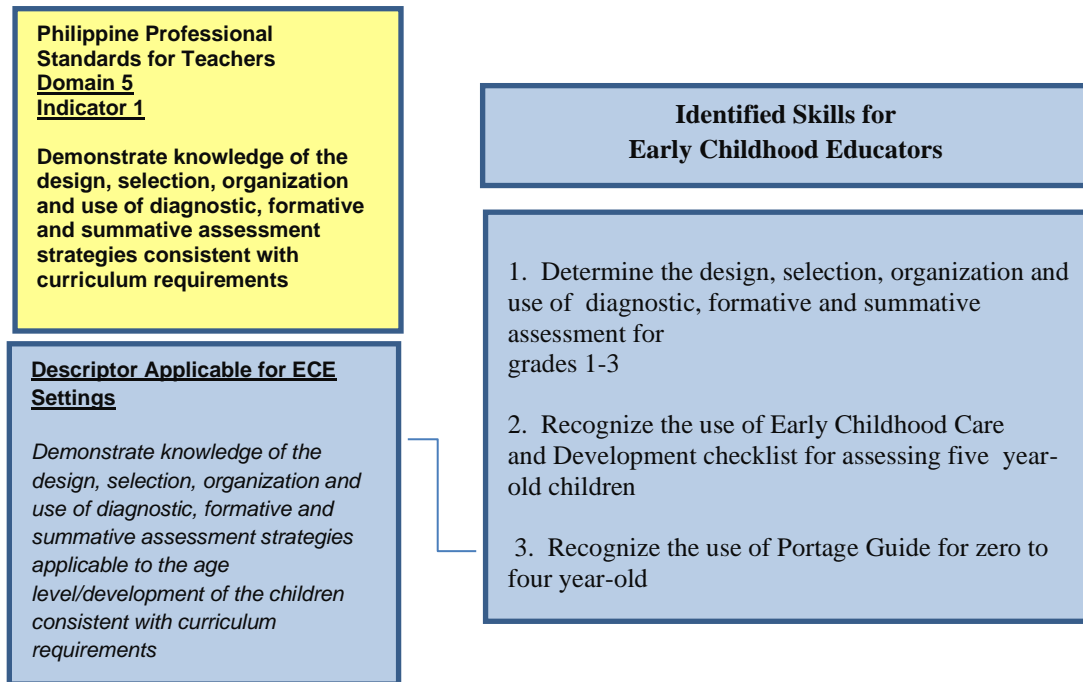 Philippine Professional
Standards for Teachers
Domain 5
Indicator 1
Demonstrate knowledge of the
design, selection, organization
and use of diagnostic, formative
and summative assessment
strategies consistent with
curriculum requirements
Descriptor Applicable for ECE
Settings
Demonstrate knowledge of the
design, selection, organization and
use of diagnostic, formative and
summative assessment strategies
applicable to the age
level/development of the children
consistent with curriculum
requirements
Identified Skills for
Early Childhood Educators
1. Determine the design, selection, organization and
use of diagnostic, formative and summative
assessment for
grades 1-3
2. Recognize the use of Early Childhood Care
and Development checklist for assessing five year-
old children
3. Recognize the use of Portage Guide for zero to
four year-old